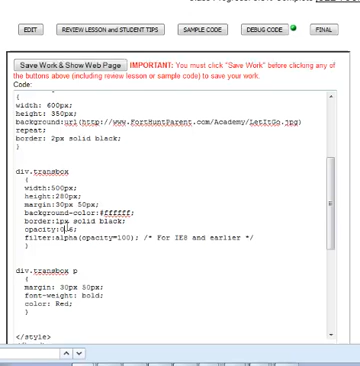 EDIT REVIEW LESSON and STUDENT TIPS SAMPLE CODE DEBUG CODE FINAL
Save Work & Show Web Page IMPORTANT: You must click "Save Work" before clicking any of
the buttons above (including review lesson or sample code) to save your work.
Code:
{
width: 600px;
height: 350px;
background:url(http://www.FortHuntParent.com/Academy/LetItGo.jpg)
repeat;
border: 2px solid black;
}
div.transbox
{
width:500px;
height:280px;
margin:30px 50px;
background-color:#ffffff;
border:1px solid black;
opacity:0.6;
filter:alpha(opacity=100); /* For IE8 and earlier */
}
div.transbox p
{
margin: 30px 50px;
font-weight: bold;
color: Red;
}
</style>